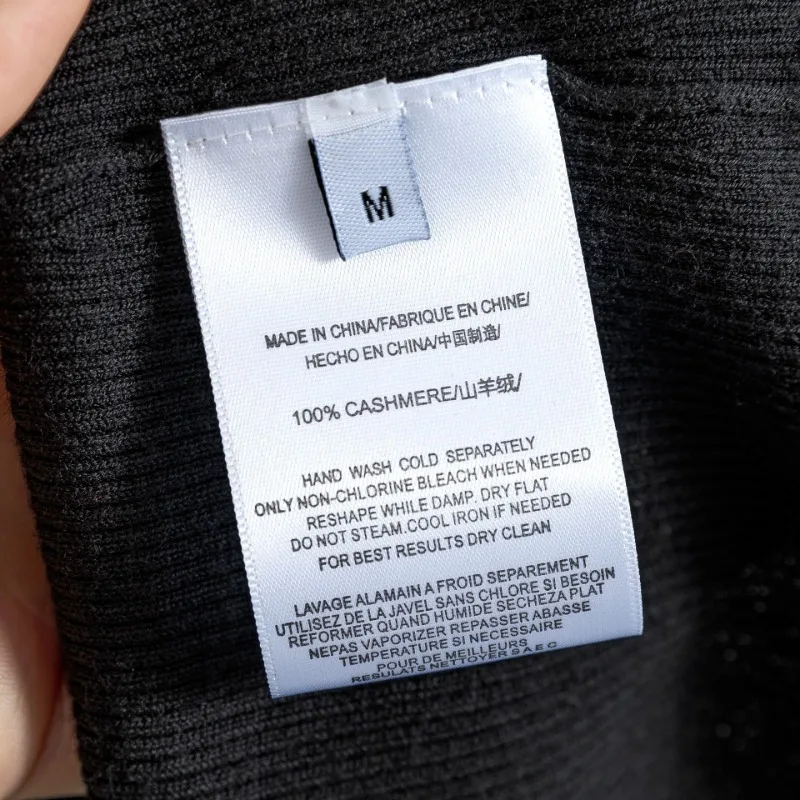 M
MADE IN CHINA/FABRIQUE EN CHINE/
HECHO EN CHINA/中国制造/
100% CASHMERE/山羊绒/
HAND WASH COLD SEPARATELY
ONLY NON-CHLORINE BLEACH WHEN NEEDED
RESHAPE WHILE DAMP. DRY FLAT
DO NOT STEAM.COOL IRON IF NEEDED
FOR BEST RESULTS DRY CLEAN
LAVAGE ALAMAIN A FROID SEPAREMENT
UTILISEZ DE LA JAVEL SANS CHLORE SI BESOIN
REFORMER QUAND HUMIDE SECHEZA PLAT
NEPAS VAPORIZER REPASSER ABASSE
TEMPERATURE SI NECESSAIRE
POUR DE MEILLEURS
RESULATS NETTOYER SAEC